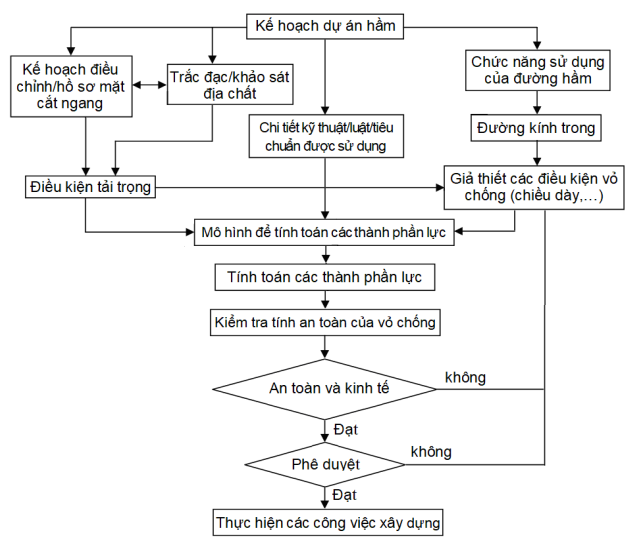 Kế hoạch dự án hầm
Kế hoạch điều
chỉnh/hồ sơ mặt
cắt ngang
Trắc đạc/khảo sát
địa chất
Chi tiết kỹ thuật/luật/tiêu
chuẩn được sử dụng
Chức năng sử dụng
của đường hầm
Đường kính trong
Điều kiện tải trọng
Giả thiết các điều kiện vỏ
chống (chiều dày,...)
Mô hình để tính toán các thành phần lực
Tính toán các thành phần lực
Kiểm tra tính an toàn của vỏ chống
An toàn và kinh tế
không
Đạt
Phê duyệt
không
Đạt
Thực hiện các công việc xây dựng